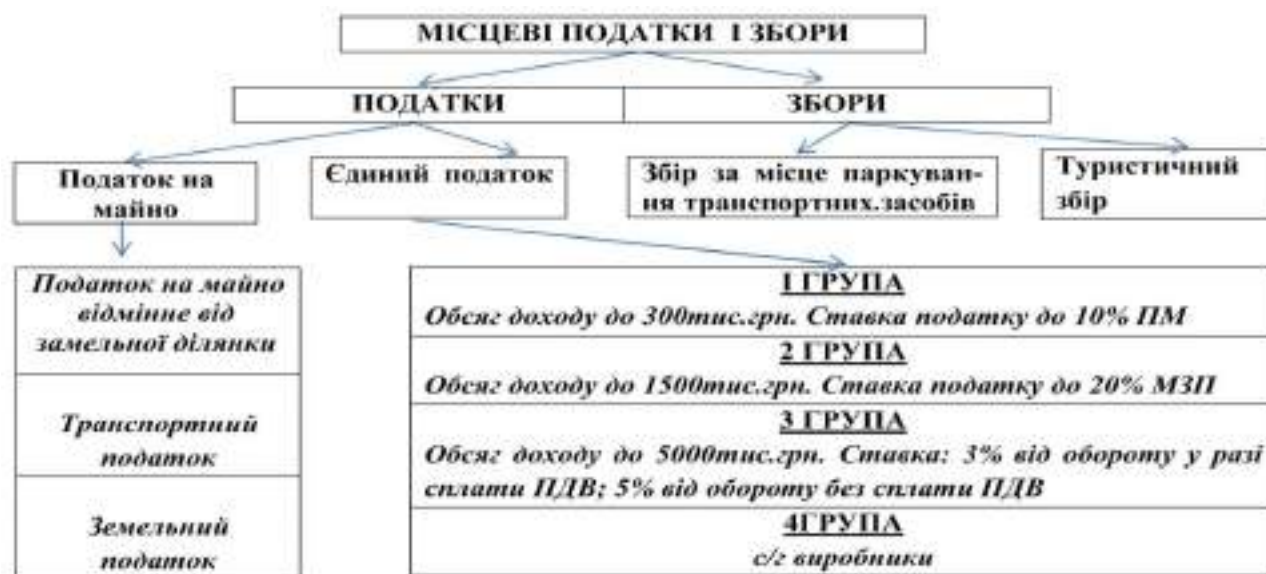 МІСЦЕВІ ПОДАТКИ І ЗБОРИ
ПОДАТКИ
ЗБОРИ
Податок на
майно
Єдиний податок
Збір за місце паркуван-
ня транспортних.засобів
Туристичний
збір
Податок на майно
відмінне від
замельної ділянки
Транспортний
податок
Земельний
податок
1 ГРУПА
Обсяг доходу до 300тис.грн. Ставка податку до 10% ПМ
2 ГРУПА
Обсяг доходу до 1500тис.грн. Ставка податку до 20% МЗП
3 ГРУПА
Обсяг доходу до 5000тис.грн. Ставка: 3% від обороту у разі
сплати ПДВ; 5% від обороту без сплати ПДВ
4ГРУПА
с/г виробники